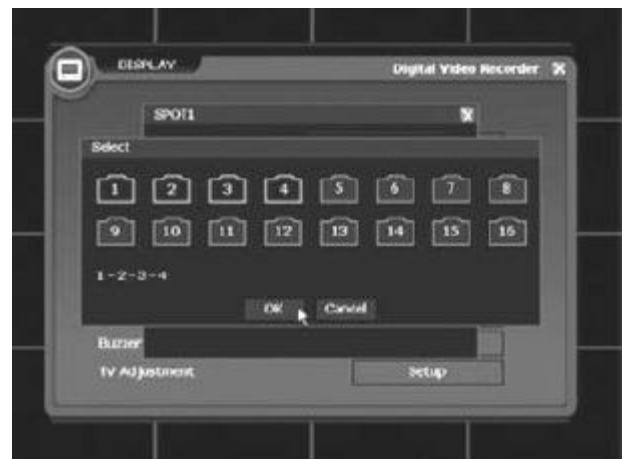 DISPLAY
Digital Video Recorder X
SPOT1 X
Select
1 2 3 4 5 6 7 8
9 10 11 12 13 14 15 16
1-2-3-4
OK Cancel
Buzzer
TV Adjustment Setup